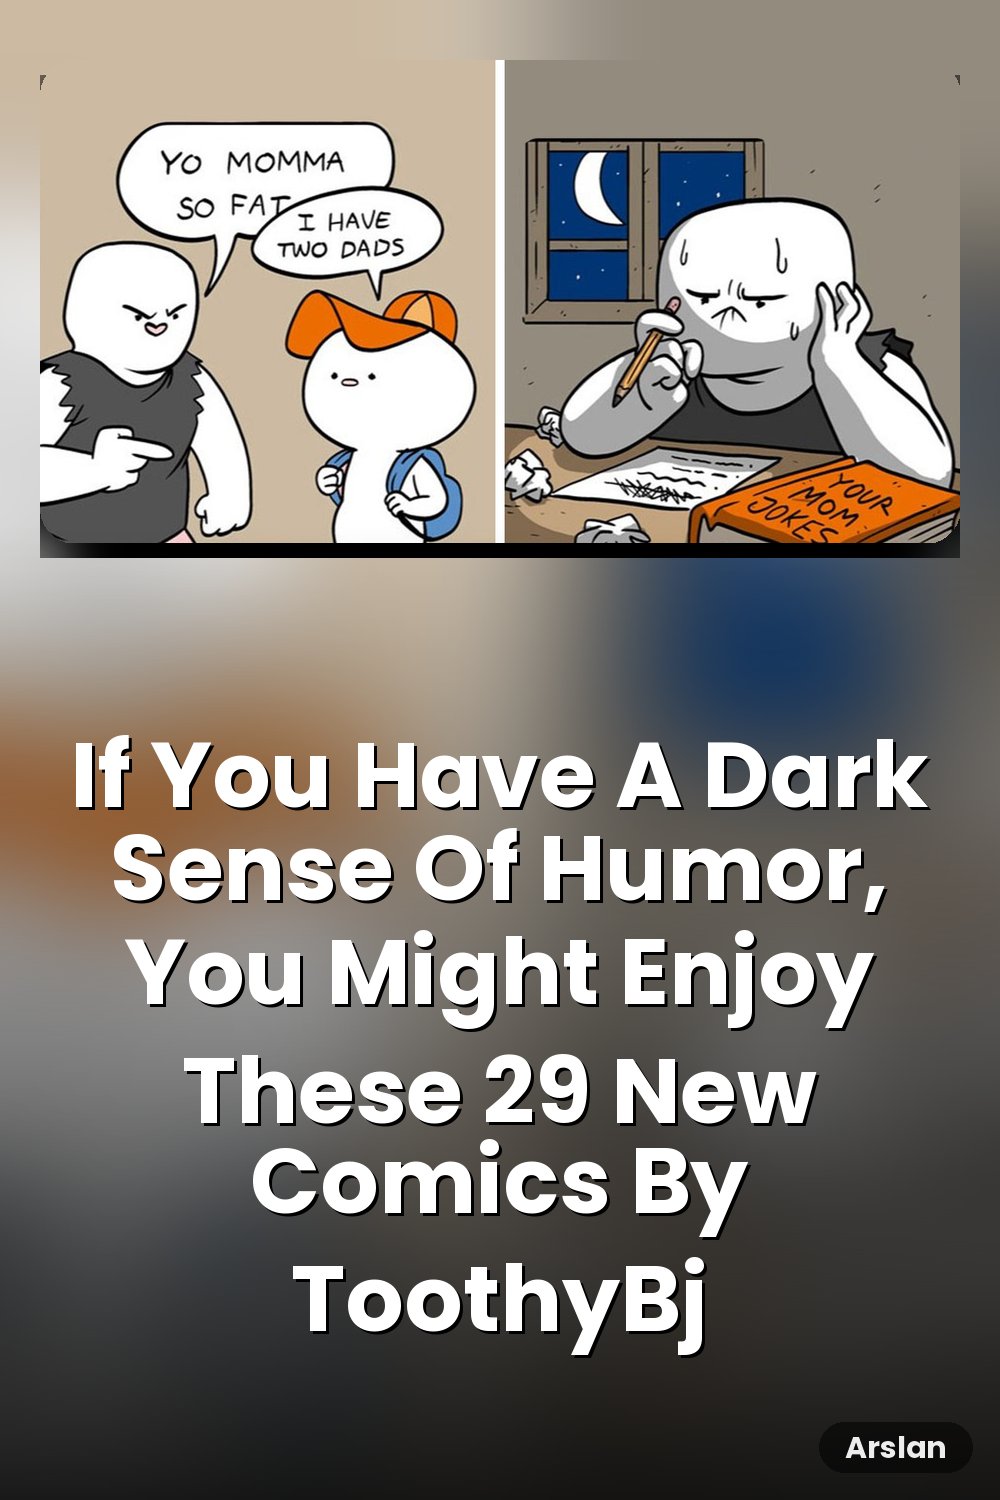 YO MOMMA
SO FAT
I HAVE
TWO DADS
YOUR
MOM
JOKES
If You Have A Dark
Sense Of Humor,
You Might Enjoy
These 29 New
Comics By
ToothyBj
Arslan